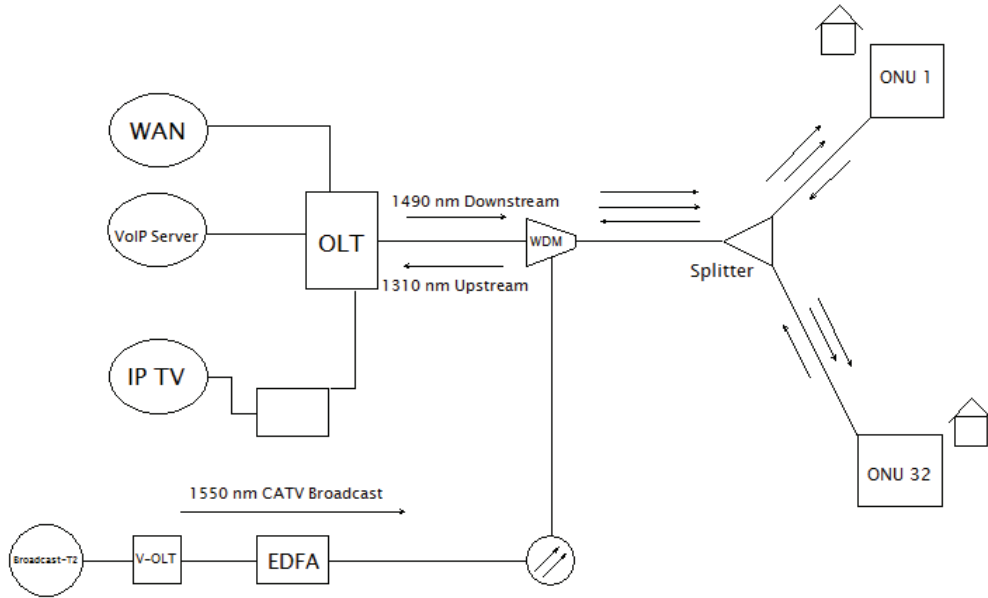 ONU 1
WAN
1490 nm Downstream
VoIP Server
OLT
WDM
Splitter
1310 nm Upstream
IP TV
ONU 32
1550 nm CATV Broadcast
Broadcast-T2
V-OLT
EDFA